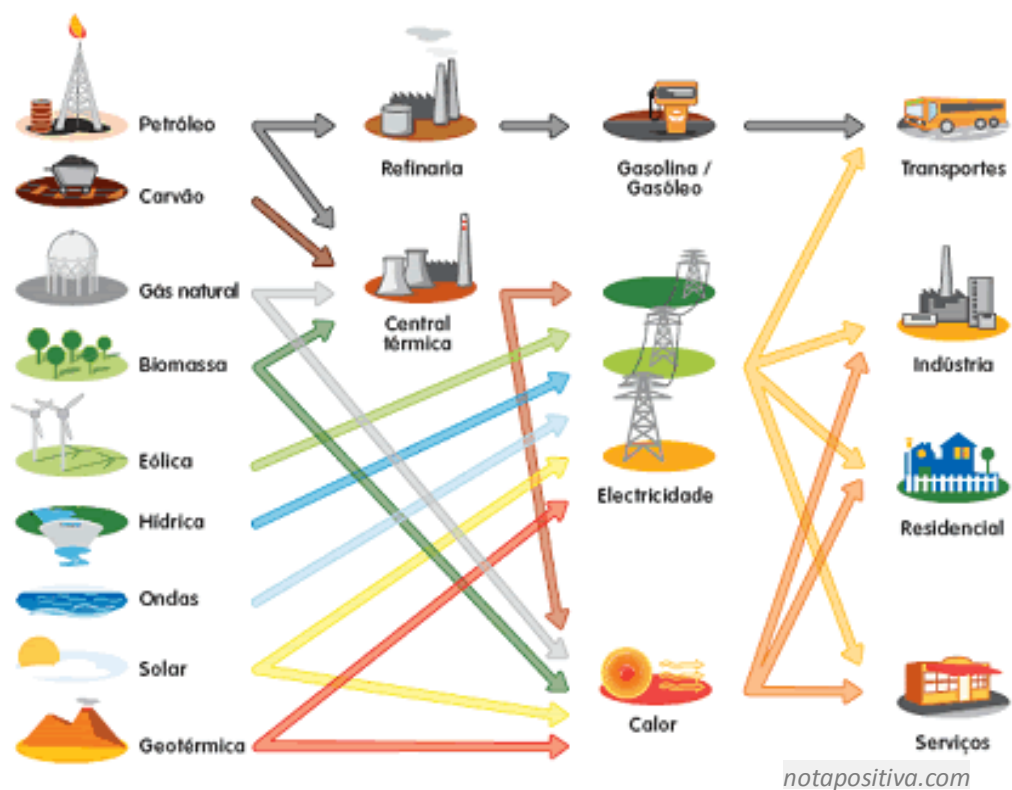 Petróleo
Refinaria
Gasolina /
Gasóleo
Transportes
Carvão
Gás natural
Central
térmica
Biomassa
Indústria
Eólica
Electricidade
Hídrica
Residencial
Ondas
Solar
Calor
Geotérmica
Serviços
notapositiva.com